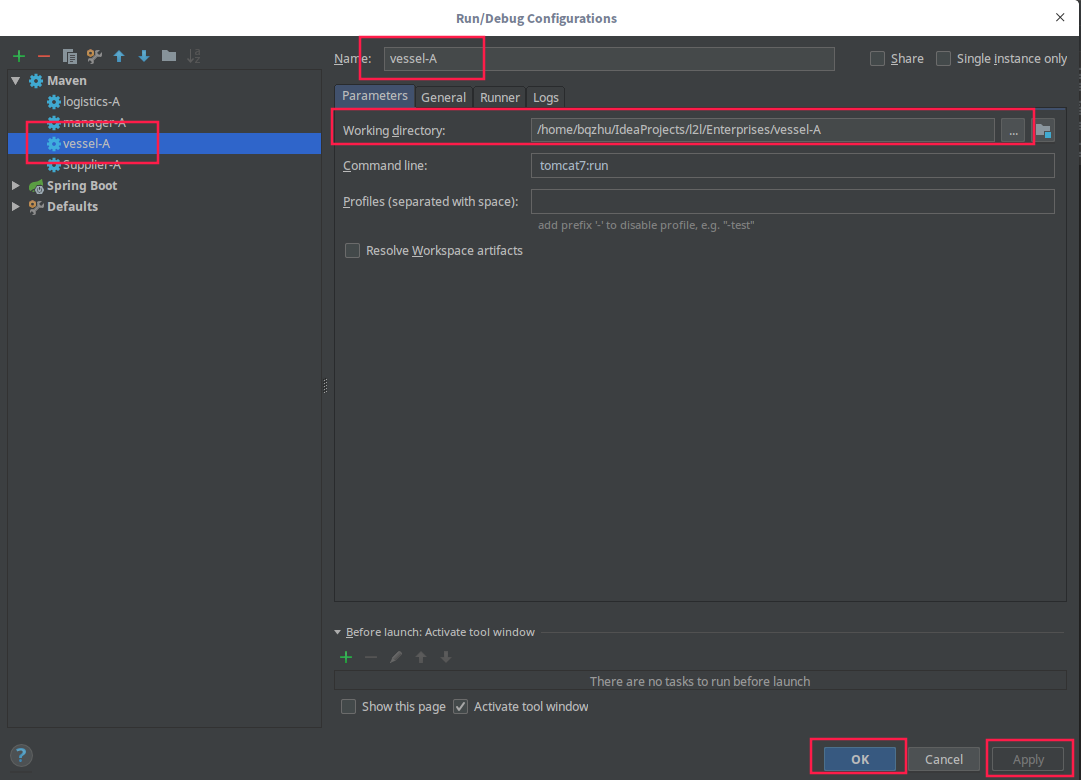 Run/Debug Configurations
Maven
logistics-A
manager-A
vessel-A
Supplier-A
Spring Boot
Defaults
Name: vessel-A
Share
Single instance only
Parameters General Runner Logs
Working directory: /home/bqzhu/IdeaProjects/l2l/Enterprises/vessel-A ...
Command line: tomcat7:run
Profiles (separated with space):
add prefix '-' to disable profile, e.g. "-test"
Resolve Workspace artifacts
Before launch: Activate tool window
There are no tasks to run before launch
Show this page Activate tool window
? OK Cancel Apply